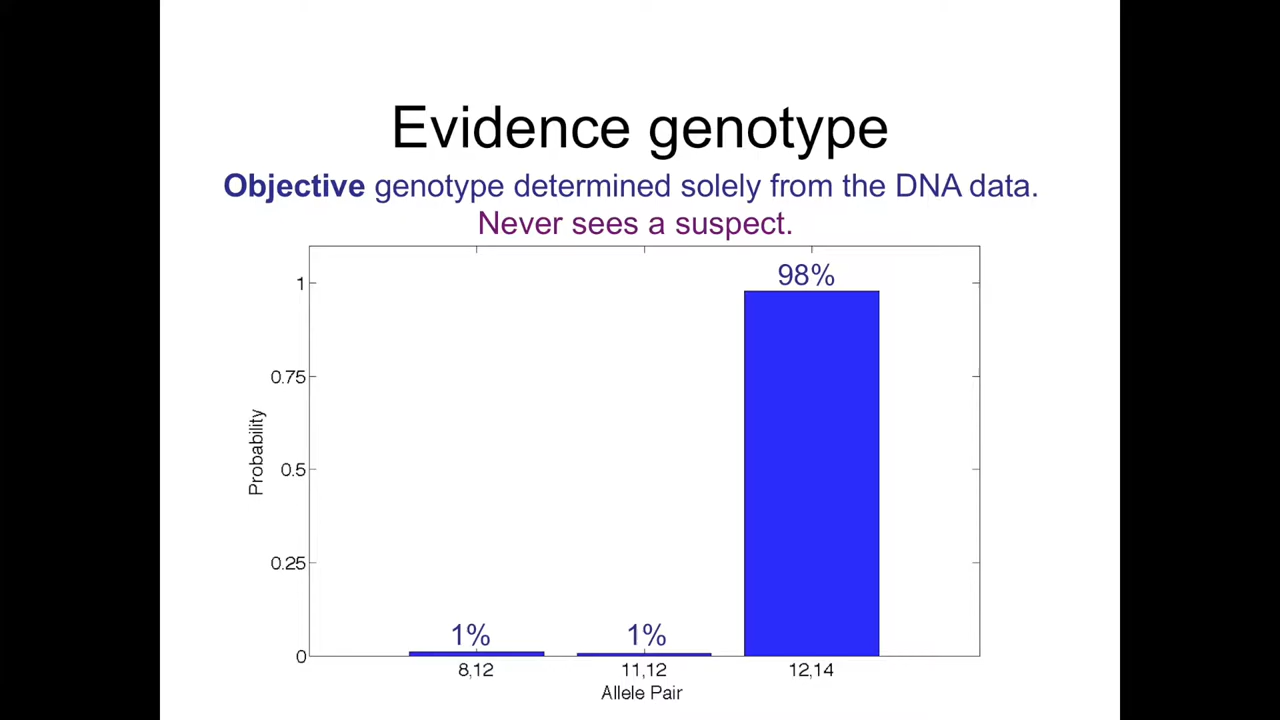 Evidence genotype
Objective genotype determined solely from the DNA data.
Never sees a suspect.
98%
1
0.75
Probability
0.5
0.25
1%
1%
0
8,12
11,12
12,14
Allele Pair